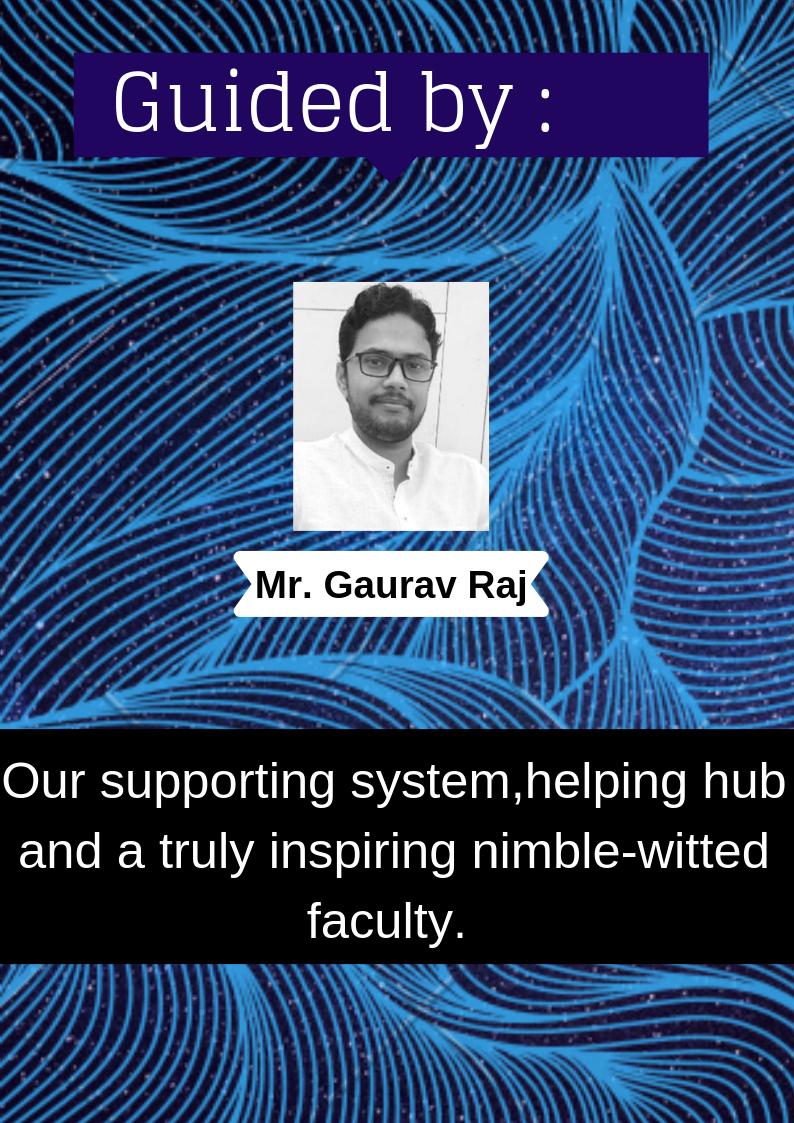 Guided by :
Mr. Gaurav Raj
Our supporting system,helping hub
and a truly inspiring nimble-witted
faculty.